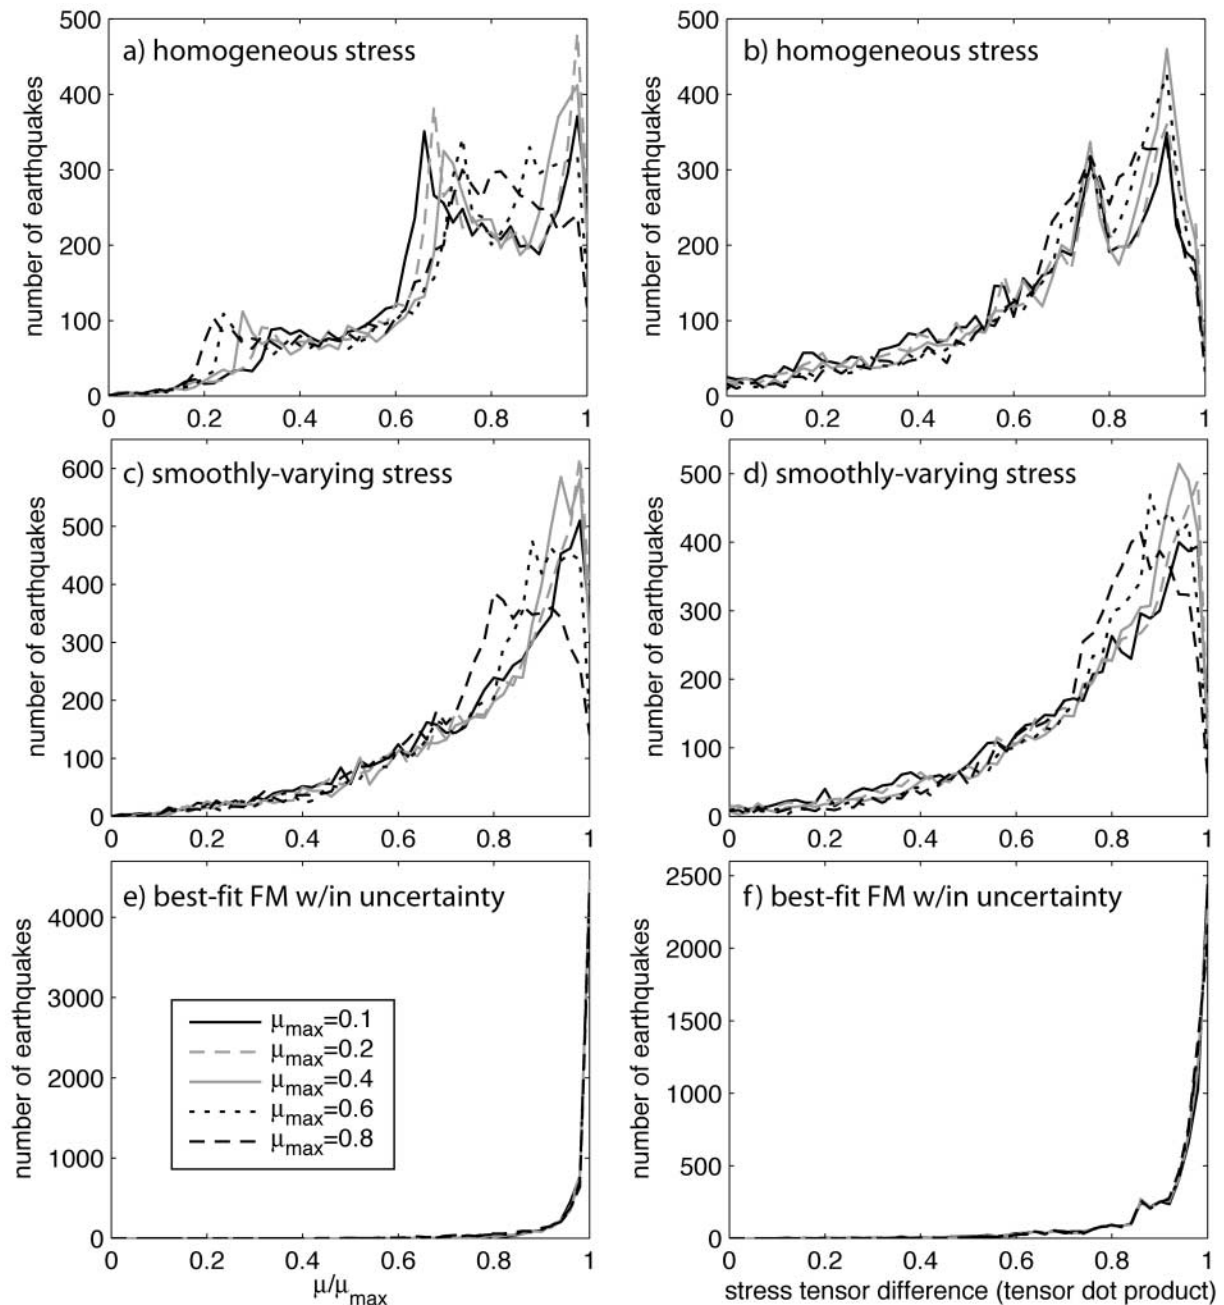 a) homogeneous stress
number of earthquakes
500
400
300
200
100
0
0 0.2 0.4 0.6 0.8 1
b) homogeneous stress
number of earthquakes
500
400
300
200
100
0
0 0.2 0.4 0.6 0.8 1
c) smoothly-varying stress
number of earthquakes
600
500
400
300
200
100
0
0 0.2 0.4 0.6 0.8 1
d) smoothly-varying stress
number of earthquakes
500
400
300
200
100
0
0 0.2 0.4 0.6 0.8 1
e) best-fit FM w/in uncertainty
number of earthquakes
4000
3000
2000
1000
0
μmax=0.1
μmax=0.2
μmax=0.4
μmax=0.6
μmax=0.8
0 0.2 0.4 0.6 0.8 1
μ/μmax
f) best-fit FM w/in uncertainty
number of earthquakes
2500
2000
1500
1000
500
0
0 0.2 0.4 0.6 0.8 1
stress tensor difference (tensor dot product)